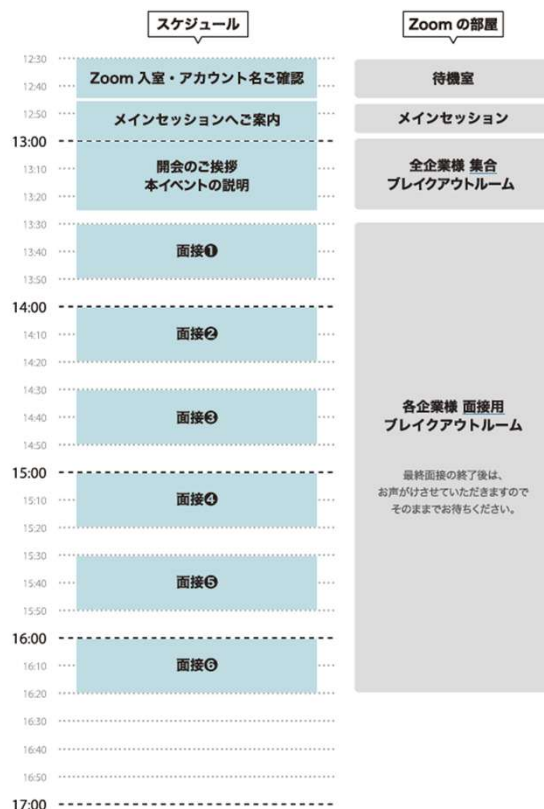 スケジュール
Zoom の部屋
12:30
Zoom 入室・アカウント名ご確認
待機室
12:40
12:50
メインセッションへご案内
メインセッション
13:00
13:10
開会のご挨拶
本イベントの説明
全企業様 集合
ブレイクアウトルーム
13:20
13:30
13:40
面接❶
13:50
14:00
14:10
面接❷
14:20
14:30
14:40
面接❸
14:50
15:00
15:10
面接❹
15:20
15:30
15:40
面接❺
15:50
16:00
16:10
面接❻
16:20
16:30
16:40
16:50
17:00
各企業様 面接用
ブレイクアウトルーム
最終面接の終了後は、
お声がけさせていただきますので
そのままでお待ちください。